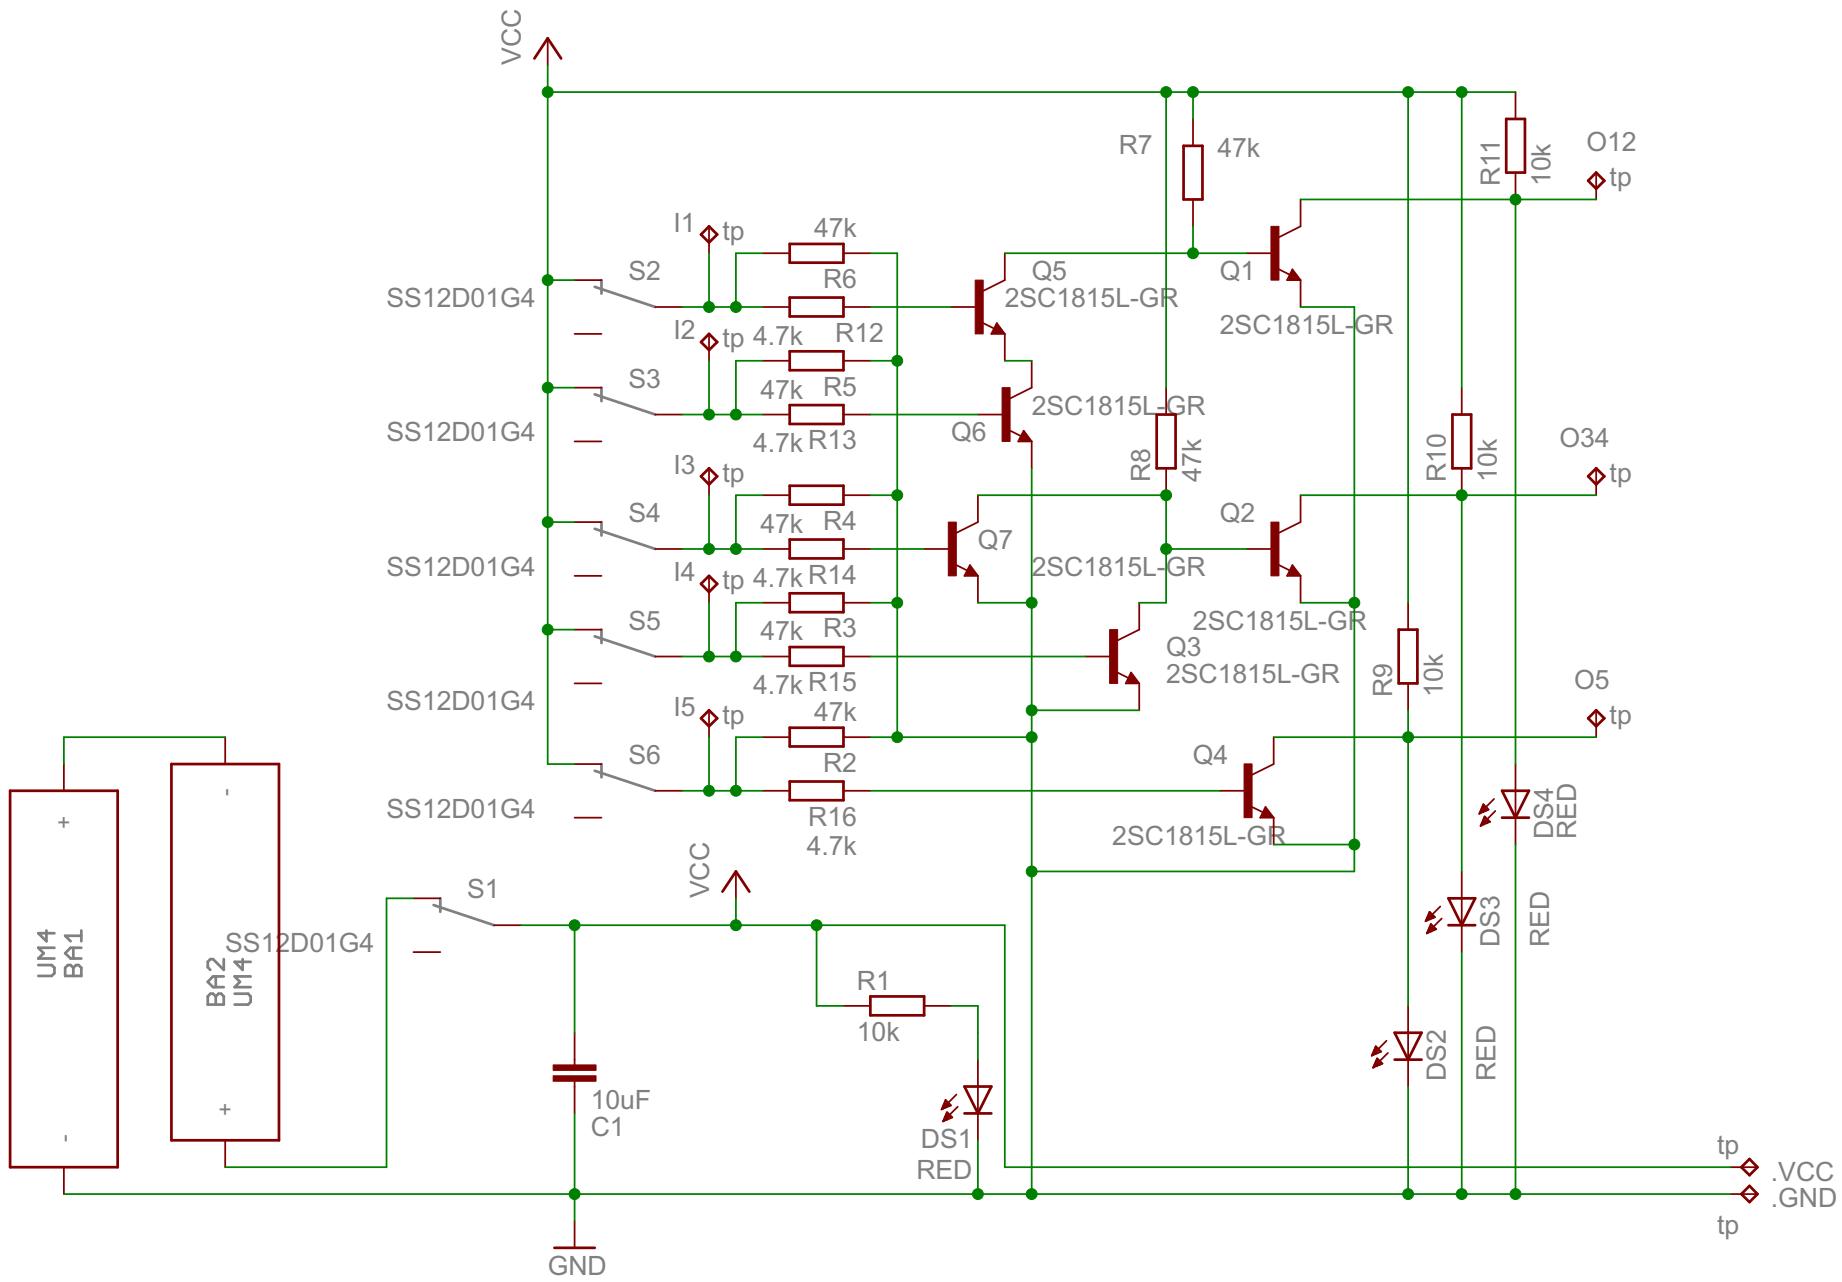 VCC
R7
47k
R11
10k
O12
tp
I1
tp
47k
S2
R6
Q5
Q1
SS12D01G4
2SC1815L-GR
2SC1815L-GR
I2
tp
4.7k
R12
S3
47k
R5
2SC1815L-GR
SS12D01G4
4.7k
R13
Q6
R8
47k
R10
10k
O34
tp
I3
tp
S4
47k
R4
Q7
Q2
SS12D01G4
2SC1815L-GR
I4
tp
4.7k
R14
S5
47k
R3
2SC1815L-GR
Q3
2SC1815L-GR
R9
10k
SS12D01G4
4.7k
R15
I5
tp
47k
O5
tp
S6
R2
Q4
SS12D01G4
R16
4.7k
2SC1815L-GR
DS4
RED
-
+
UM4
BA1
-
+
-
BA2
UM4
S1
SS12D01G4
VCC
DS3
RED
R1
10k
DS2
RED
10uF
C1
DS1
RED
tp
.VCC
.GND
tp
GND